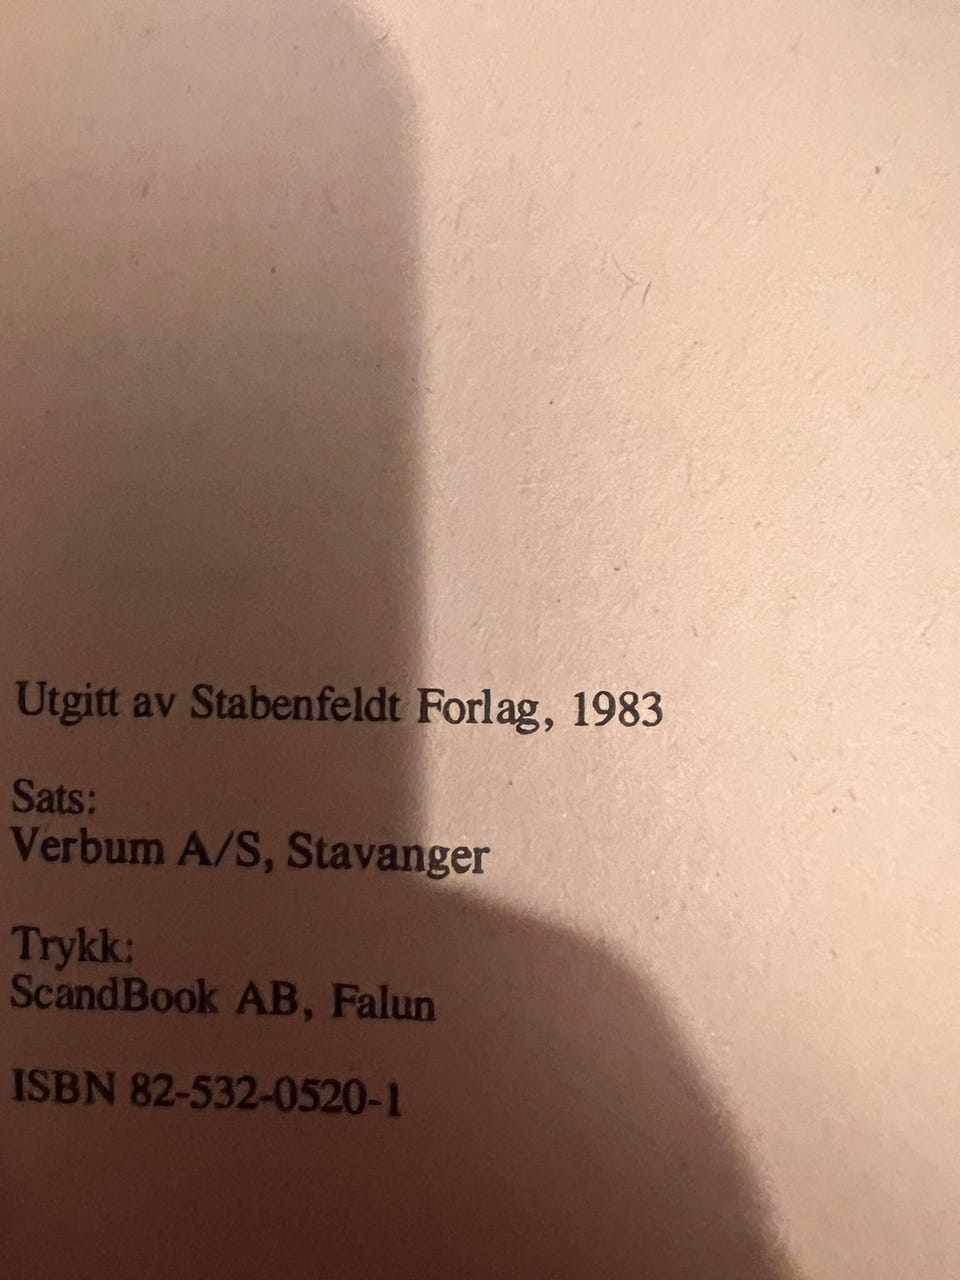 Utgitt av Stabenfeldt Forlag, 1983
Sats:
Verbum A/S, Stavanger
Trykk:
ScandBook AB, Falun
ISBN 82-532-0520-1